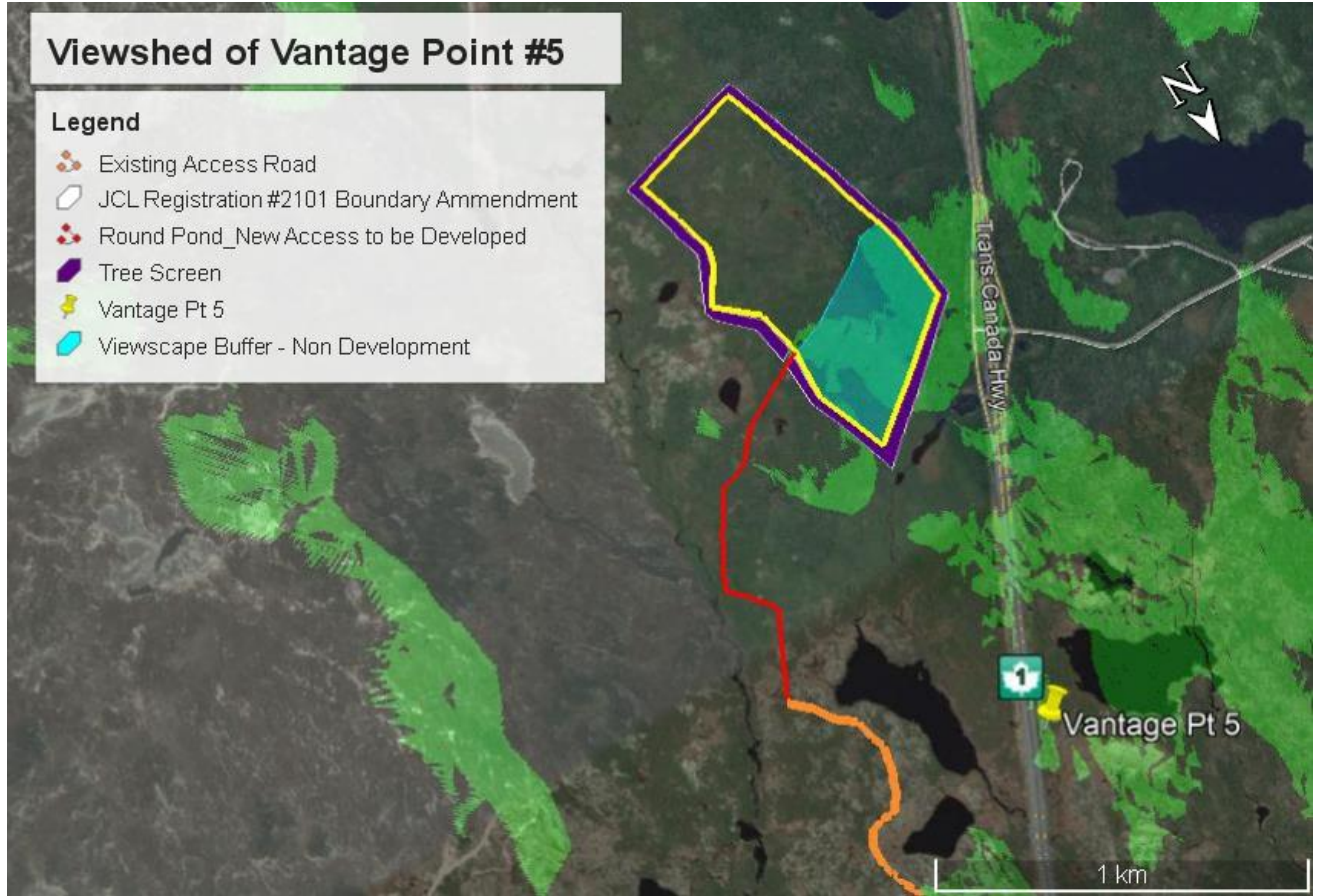 Viewshed of Vantage Point #5
Legend
Existing Access Road
JCL Registration #2101 Boundary Ammendment
Round Pond_New Access to be Developed
Tree Screen
Vantage Pt 5
Viewscape Buffer - Non Development
N
Trans Canada Hwy
1
Vantage Pt 5
1 km